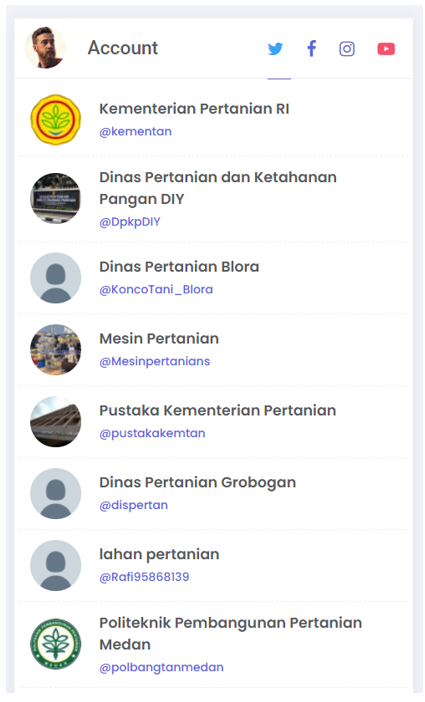 Account
Kementerian Pertanian RI
@kementan
Dinas Pertanian dan Ketahanan
Pangan DIY
@DpkpDIY
Dinas Pertanian Blora
@KoncoTani_Blora
Mesin Pertanian
@Mesinpertanians
Pustaka Kementerian Pertanian
@pustakakemtan
Dinas Pertanian Grobogan
@dispertan
lahan pertanian
@Rafi95868139
Politeknik Pembangunan Pertanian
Medan
@polbangtanmedan